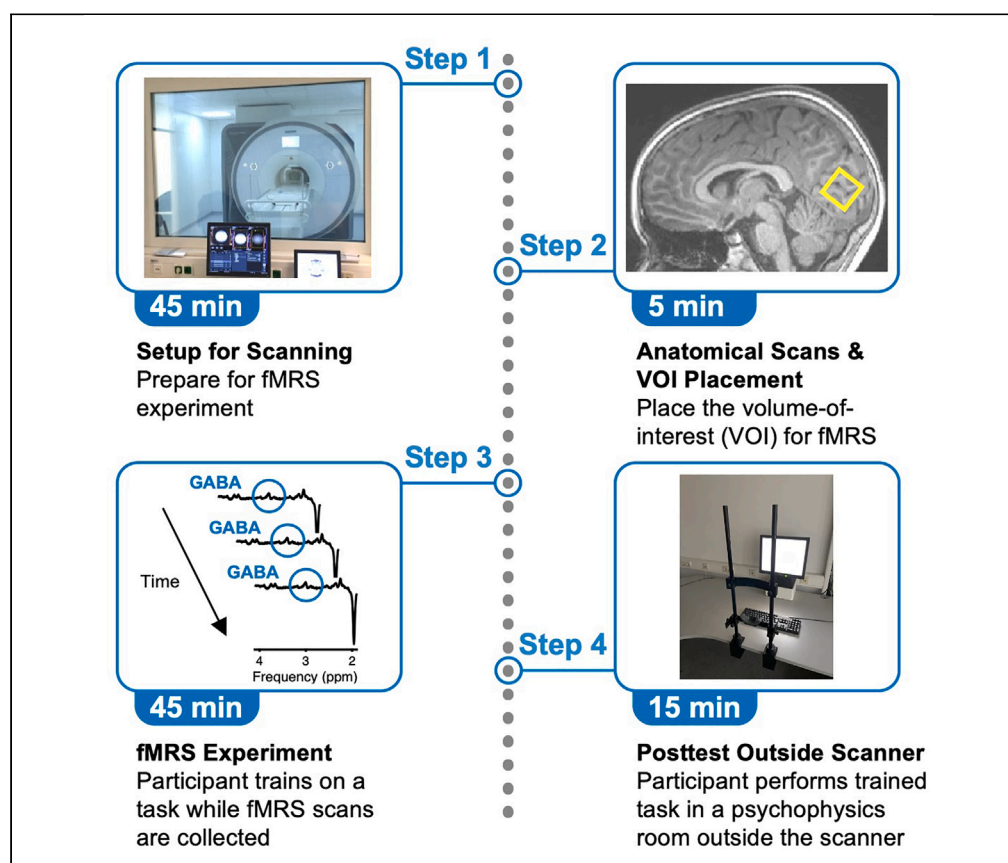 Step 1
45 min
Setup for Scanning
Prepare for fMRS
experiment
Step 2
5 min
Anatomical Scans &
VOI Placement
Place the volume-of-
interest (VOI) for fMRS
Step 3
GABA
GABA
GABA
Time
4 3 2
Frequency (ppm)
45 min
fMRS Experiment
Participant trains on a
task while fMRS scans
are collected
Step 4
15 min
Posttest Outside Scanner
Participant performs trained
task in a psychophysics
room outside the scanner